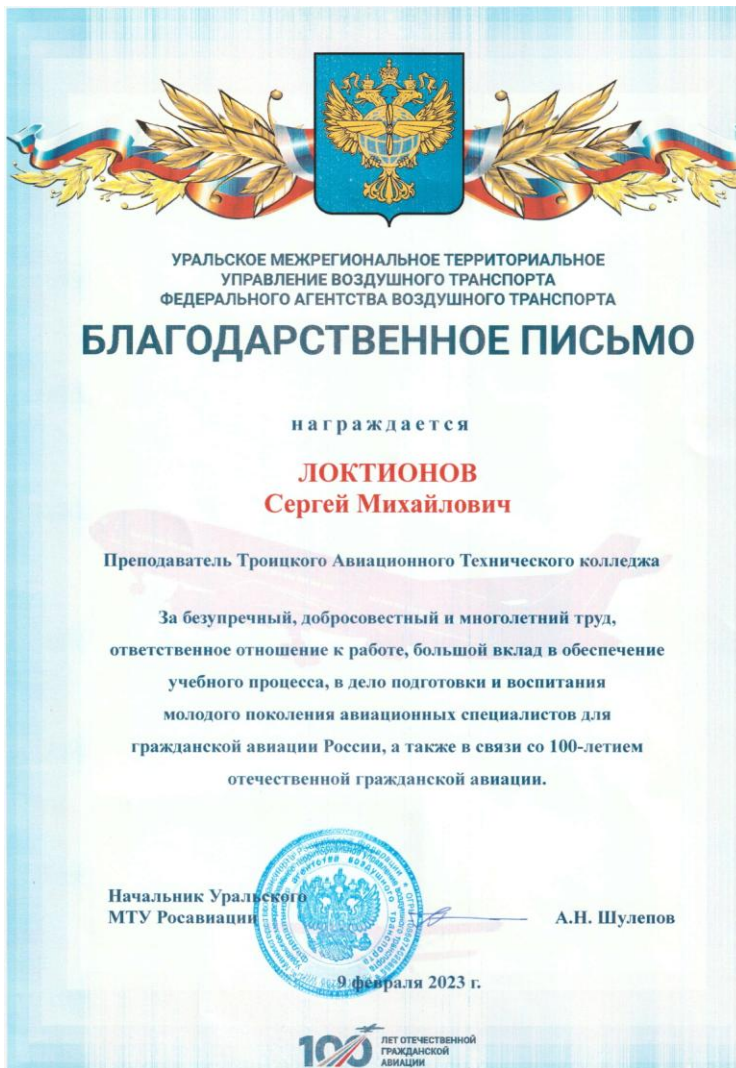 УРАЛЬСКОЕ МЕЖРЕГИОНАЛЬНОЕ ТЕРРИТОРИАЛЬНОЕ
УПРАВЛЕНИЕ ВОЗДУШНОГО ТРАНСПОРТА
ФЕДЕРАЛЬНОГО АГЕНТСТВА ВОЗДУШНОГО ТРАНСПОРТА
БЛАГОДАРСТВЕННОЕ ПИСЬМО
награждается
ЛОКТИОНОВ
Сергей Михайлович
Преподаватель Троицкого Авиационного Технического колледжа
За безупречный, добросовестный и многолетний труд,
ответственное отношение к работе, большой вклад в обеспечение
учебного процесса, в дело подготовки и воспитания
молодого поколения авиационных специалистов для
гражданской авиации России, а также в связи со 100-летием
отечественной гражданской авиации.
Начальник Уральского
МТУ Росавиации
А.Н. Шулепов
9 февраля 2023 г.
100 ЛЕТ ОТЕЧЕСТВЕННОЙ
ГРАЖДАНСКОЙ
АВИАЦИИ